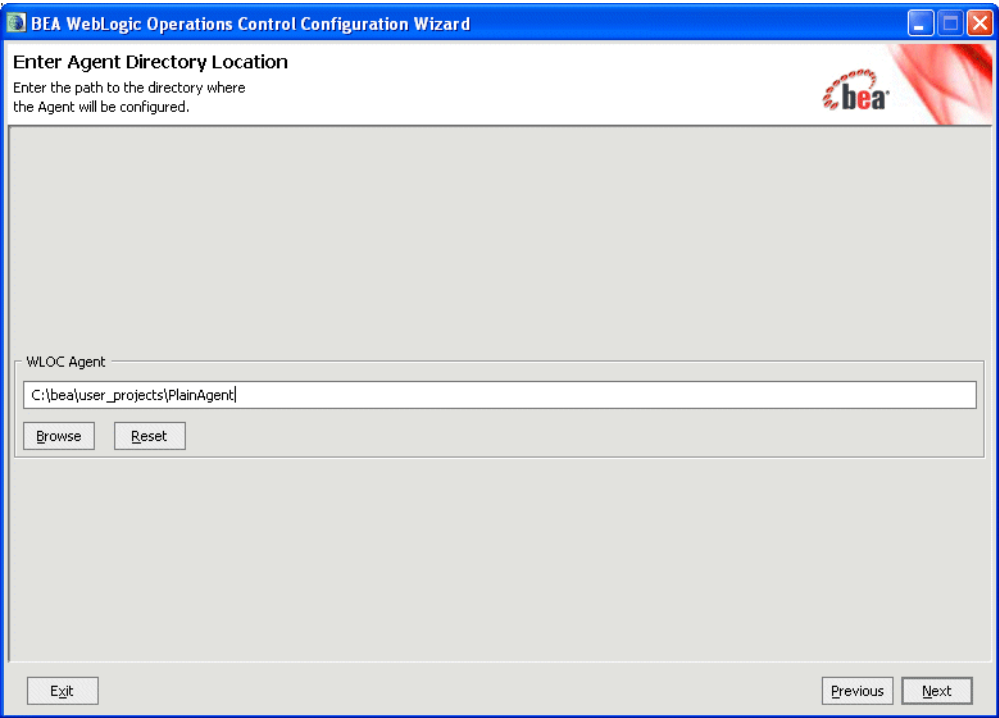 BEA WebLogic Operations Control Configuration Wizard
Enter Agent Directory Location
Enter the path to the directory where
the Agent will be configured.
bea
WLOC Agent
C:\bea\user_projects\PlainAgent
Browse Reset
Exit Previous Next